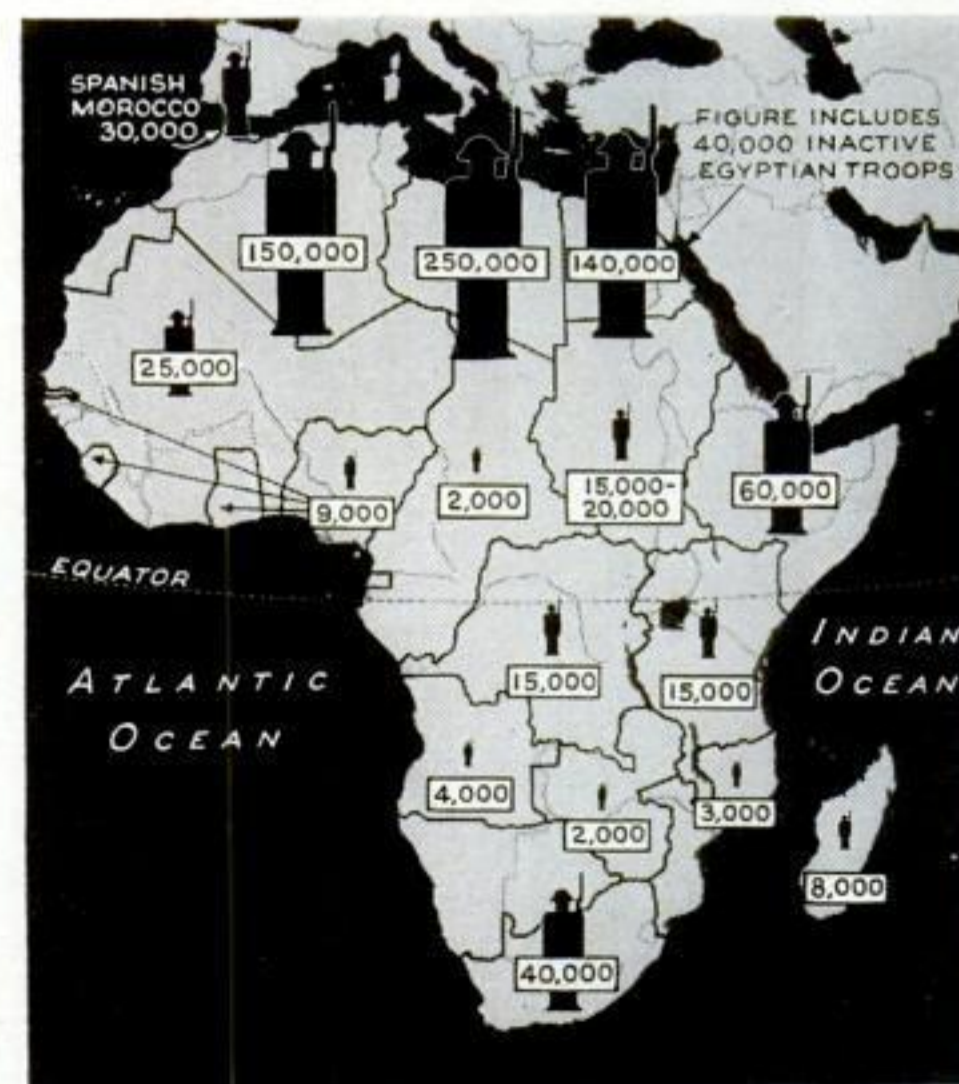 SPANISH
MOROCCO
30,000
FIGURE INCLUDES
40,000 INACTIVE
EGYPTIAN TROOPS
150,000
250,000
140,000
25,000
9,000
2,000
15,000-
20,000
60,000
EQUATOR
ATLANTIC
OCEAN
INDIAN
OCEAN
15,000
15,000
4,000
2,000
3,000
8,000
40,000